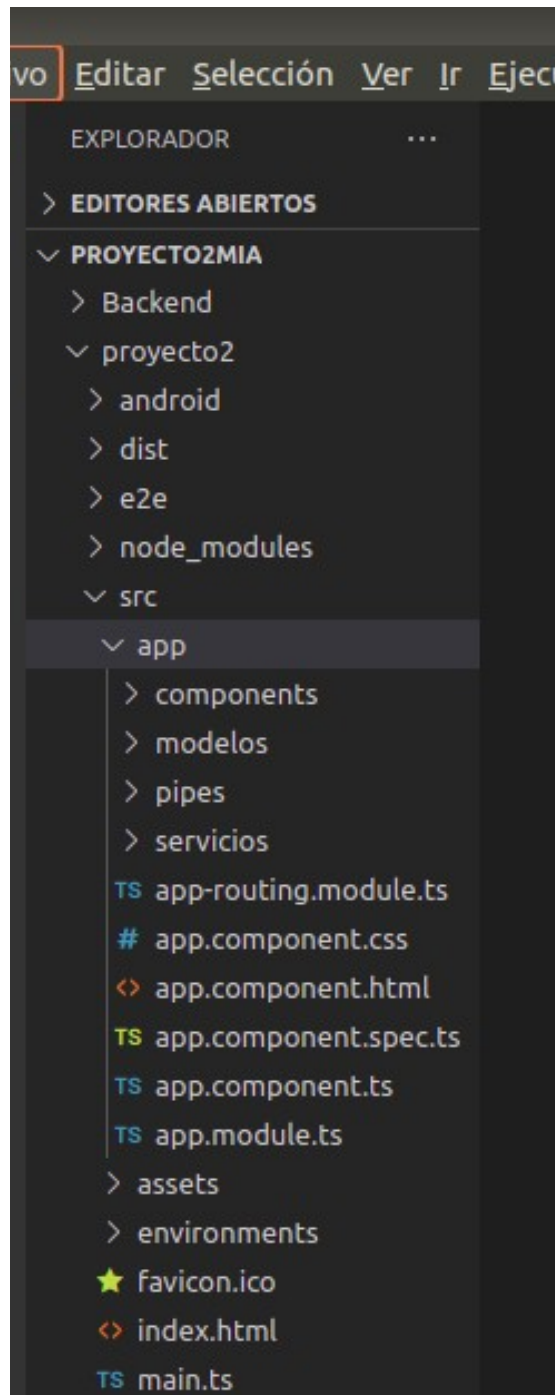 vo Editar Selección Ver Ir Ejecu
EXPLORADOR ...
EDITORES ABIERTOS
PROYECTO2MIA
Backend
proyecto2
android
dist
e2e
node_modules
src
app
components
modelos
pipes
servicios
TS app-routing.module.ts
# app.component.css
<> app.component.html
TS app.component.spec.ts
TS app.component.ts
TS app.module.ts
assets
environments
favicon.ico
<> index.html
TS main.ts